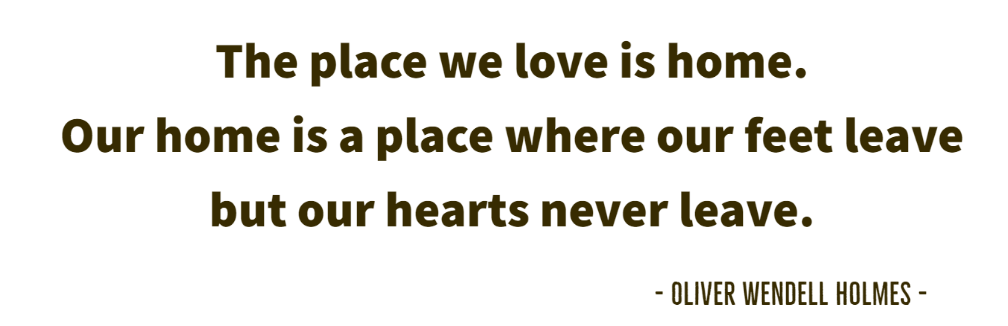 The place we love is home.
Our home is a place where our feet leave
but our hearts never leave.
- OLIVER WENDELL HOLMES -